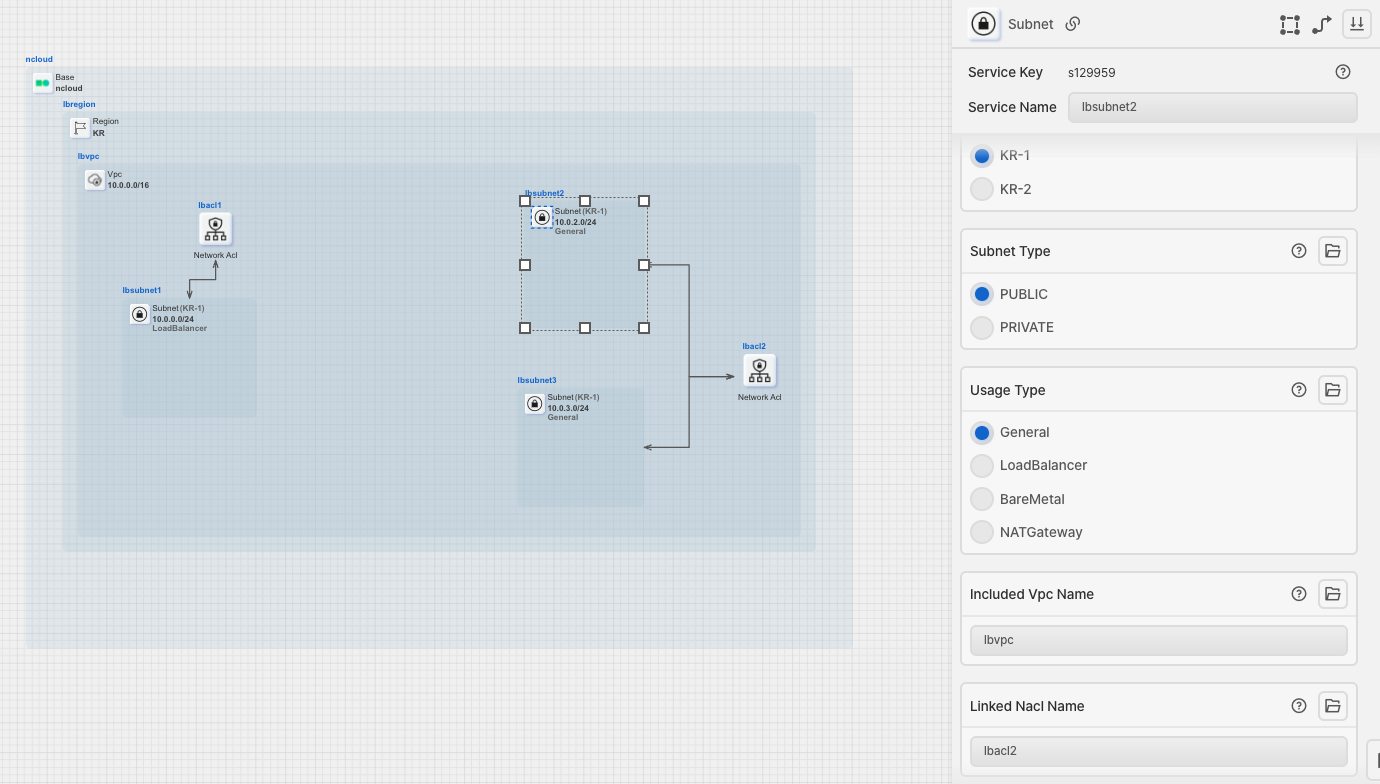 ncloud
Base
ncloud
lbregion
Region
KR
lbvpc
Vpc
10.0.0.0/16
lbacl1
Network Acl
lbsubnet1
Subnet (KR-1)
10.0.0.0/24
LoadBalancer
lbsubnet2
Subnet (KR-1)
10.0.2.0/24
General
lbacl2
Network Acl
lbsubnet3
Subnet (KR-1)
10.0.3.0/24
General
Subnet
Service Key s129959
Service Name lbsubnet2
KR-1
KR-2
Subnet Type
PUBLIC
PRIVATE
Usage Type
General
LoadBalancer
BareMetal
NATGateway
Included Vpc Name
lbvpc
Linked Nacl Name
lbacl2